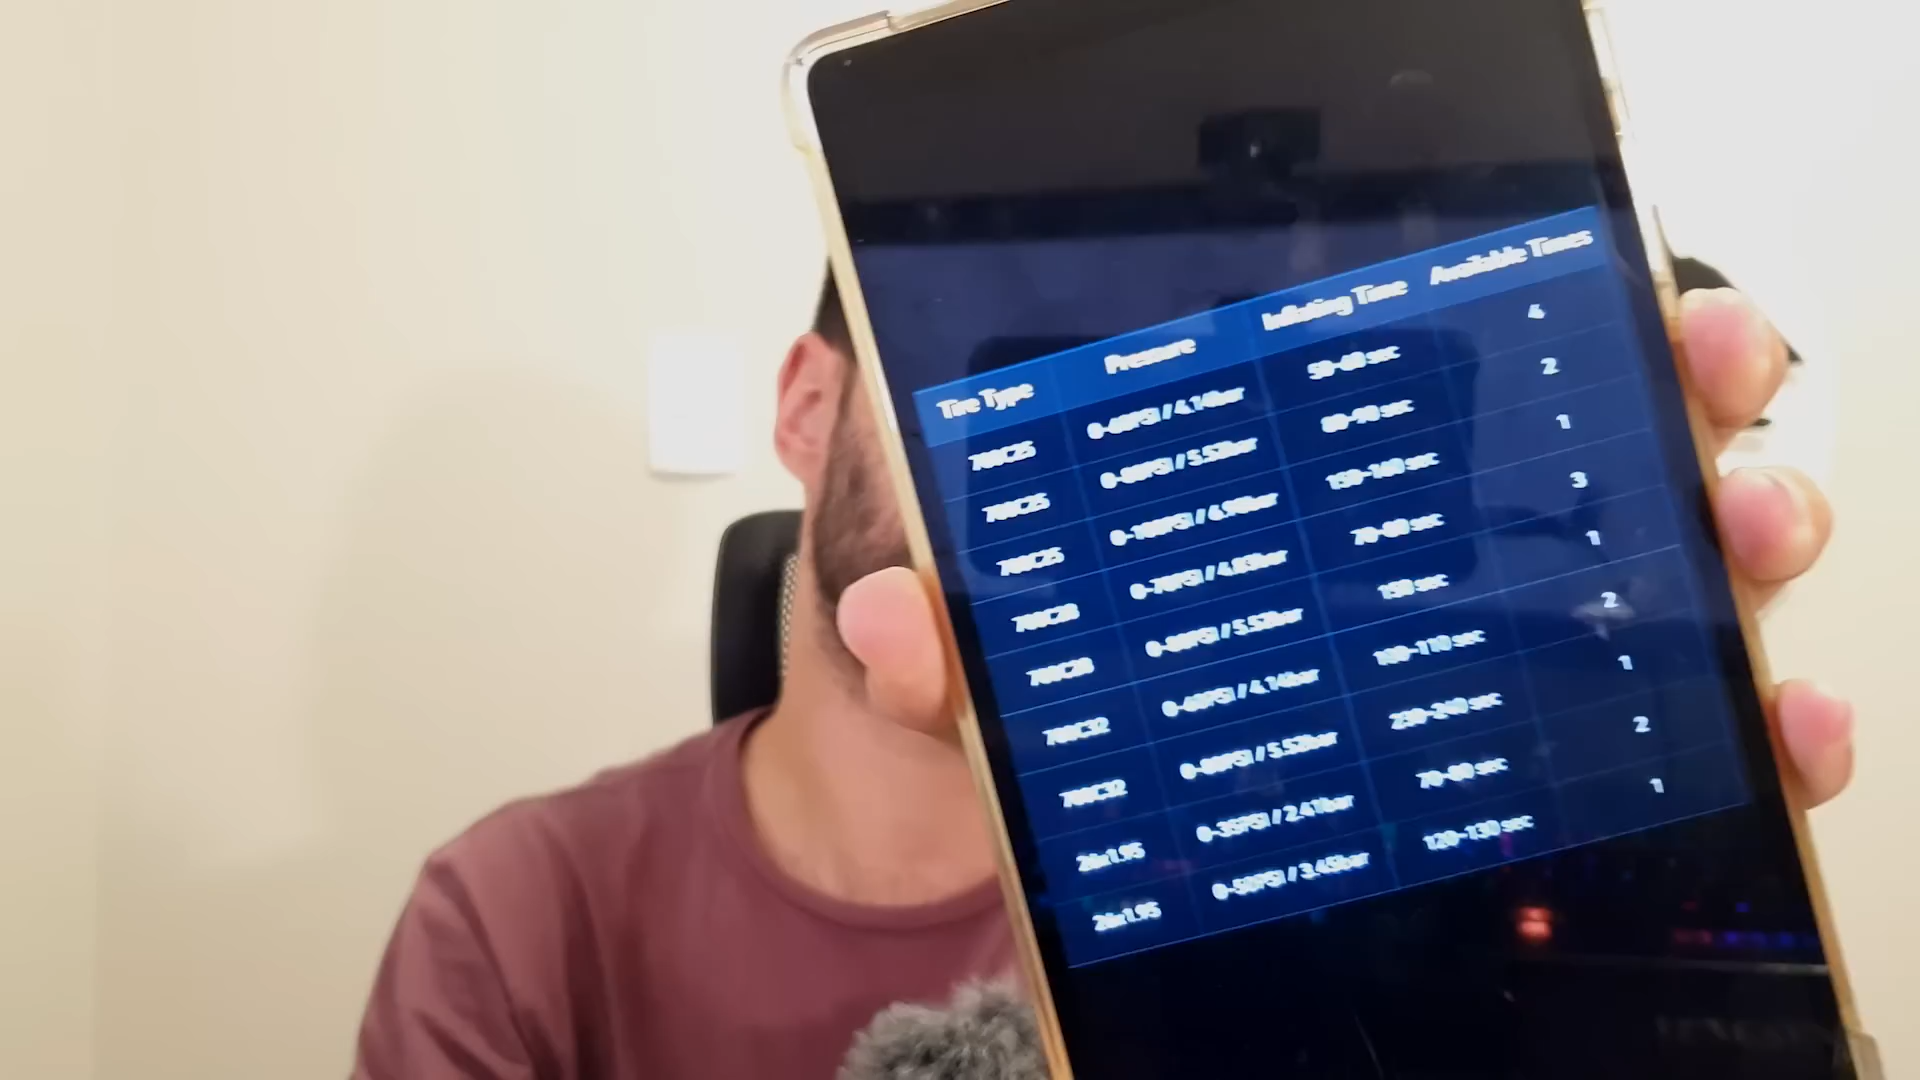 Tire Type Pressure Inflating Time Available Times
700C25 0-60PSI / 4.14bar 50-60 sec 4
700C25 0-80PSI / 5.52bar 80-90 sec 2
700C25 0-100PSI / 6.90bar 150-160 sec 1
700C28 0-70PSI / 4.83bar 70-80 sec 3
700C28 0-80PSI / 5.52bar 150 sec 1
700C32 0-60PSI / 4.14bar 100-110 sec 2
700C32 0-80PSI / 5.52bar 230-240 sec 1
26x1.95 0-35PSI / 2.41bar 70-80 sec 2
26x1.95 0-50PSI / 3.45bar 120-130 sec 1